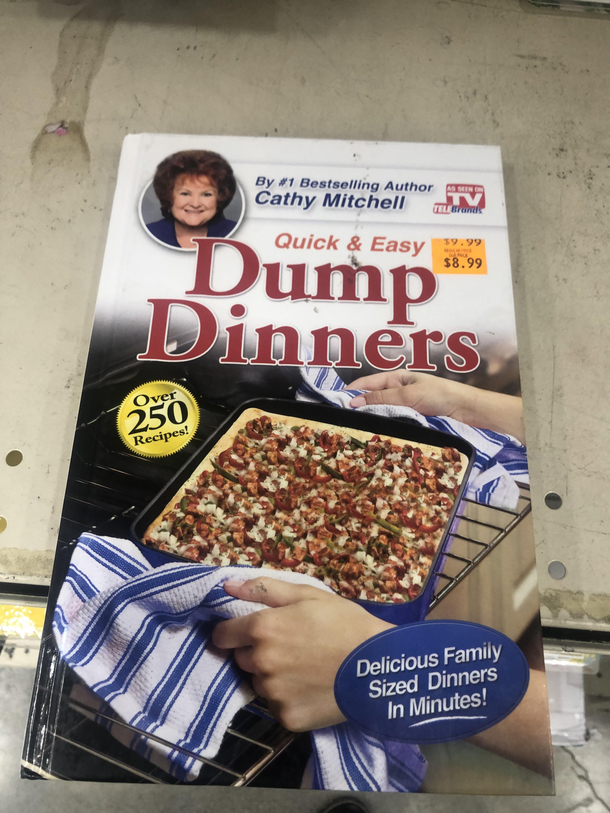 By #1 Bestselling Author
Cathy Mitchell
AS SEEN ON
TV
TELEBrands
Quick & Easy
$9.99
$8.99
Dump
Dinners
Over
250
Recipes!
Delicious Family
Sized Dinners
In Minutes!